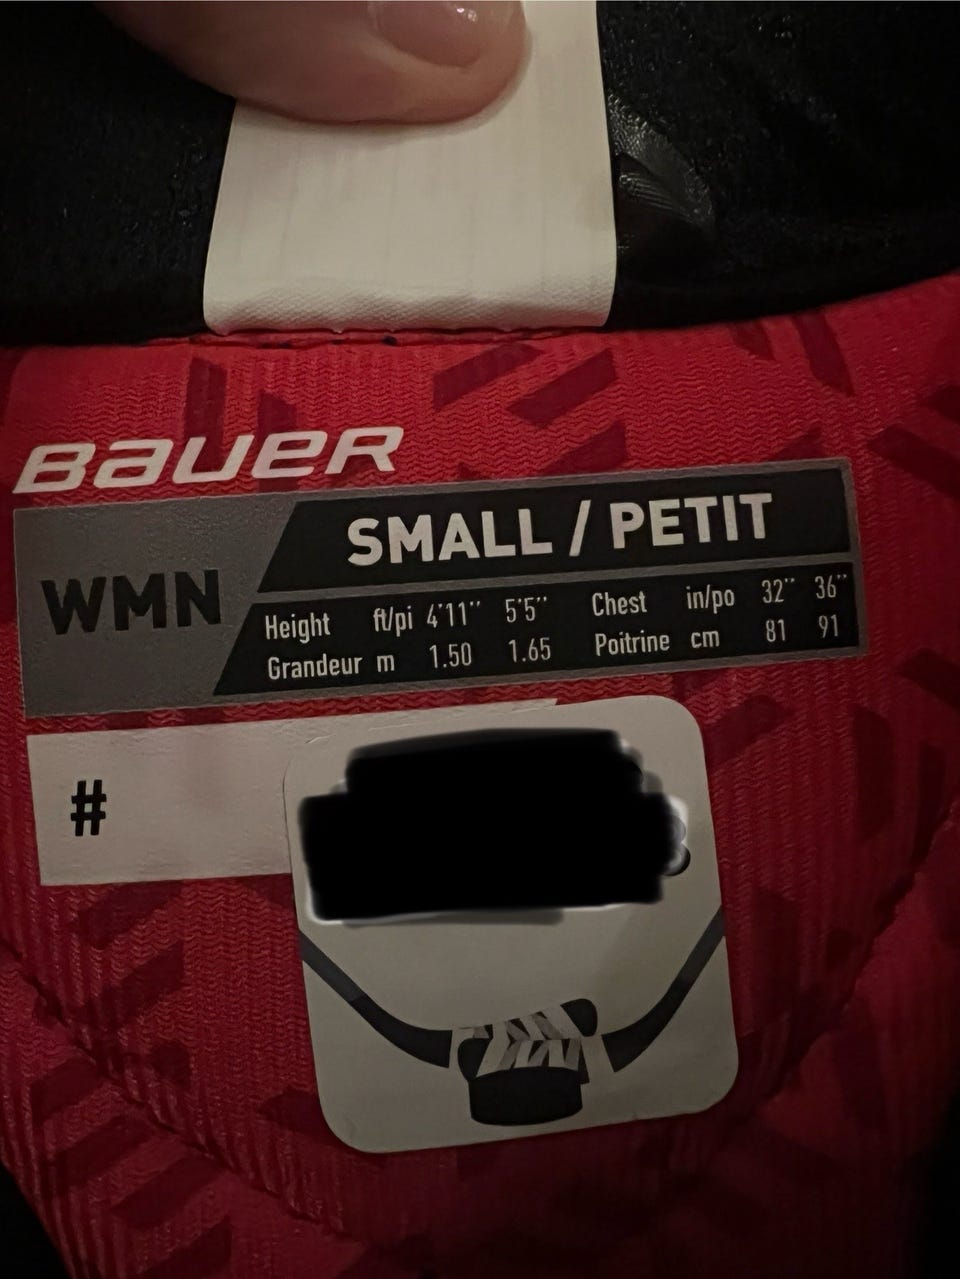 BAUER
WMN
SMALL / PETIT
Height ft/pi 4'11" 5'5" Chest in/po 32" 36"
Grandeur m 1.50 1.65 Poitrine cm 81 91
#